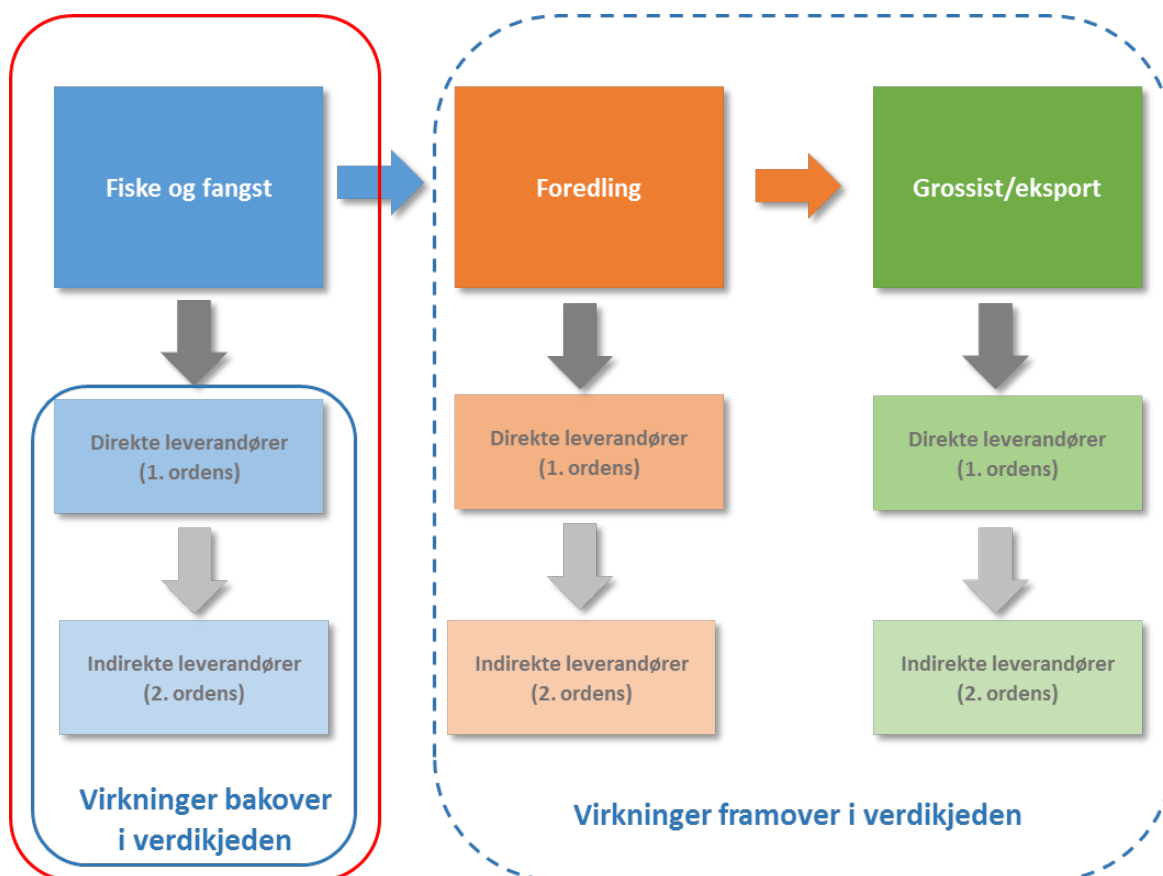 Fiske og fangst
Foredling
Grossist/eksport
Direkte leverandører
(1. ordens)
Direkte leverandører
(1. ordens)
Direkte leverandører
(1. ordens)
Indirekte leverandører
(2. ordens)
Indirekte leverandører
(2. ordens)
Indirekte leverandører
(2. ordens)
Virkninger bakover
i verdikjeden
Virkninger framover i verdikjeden